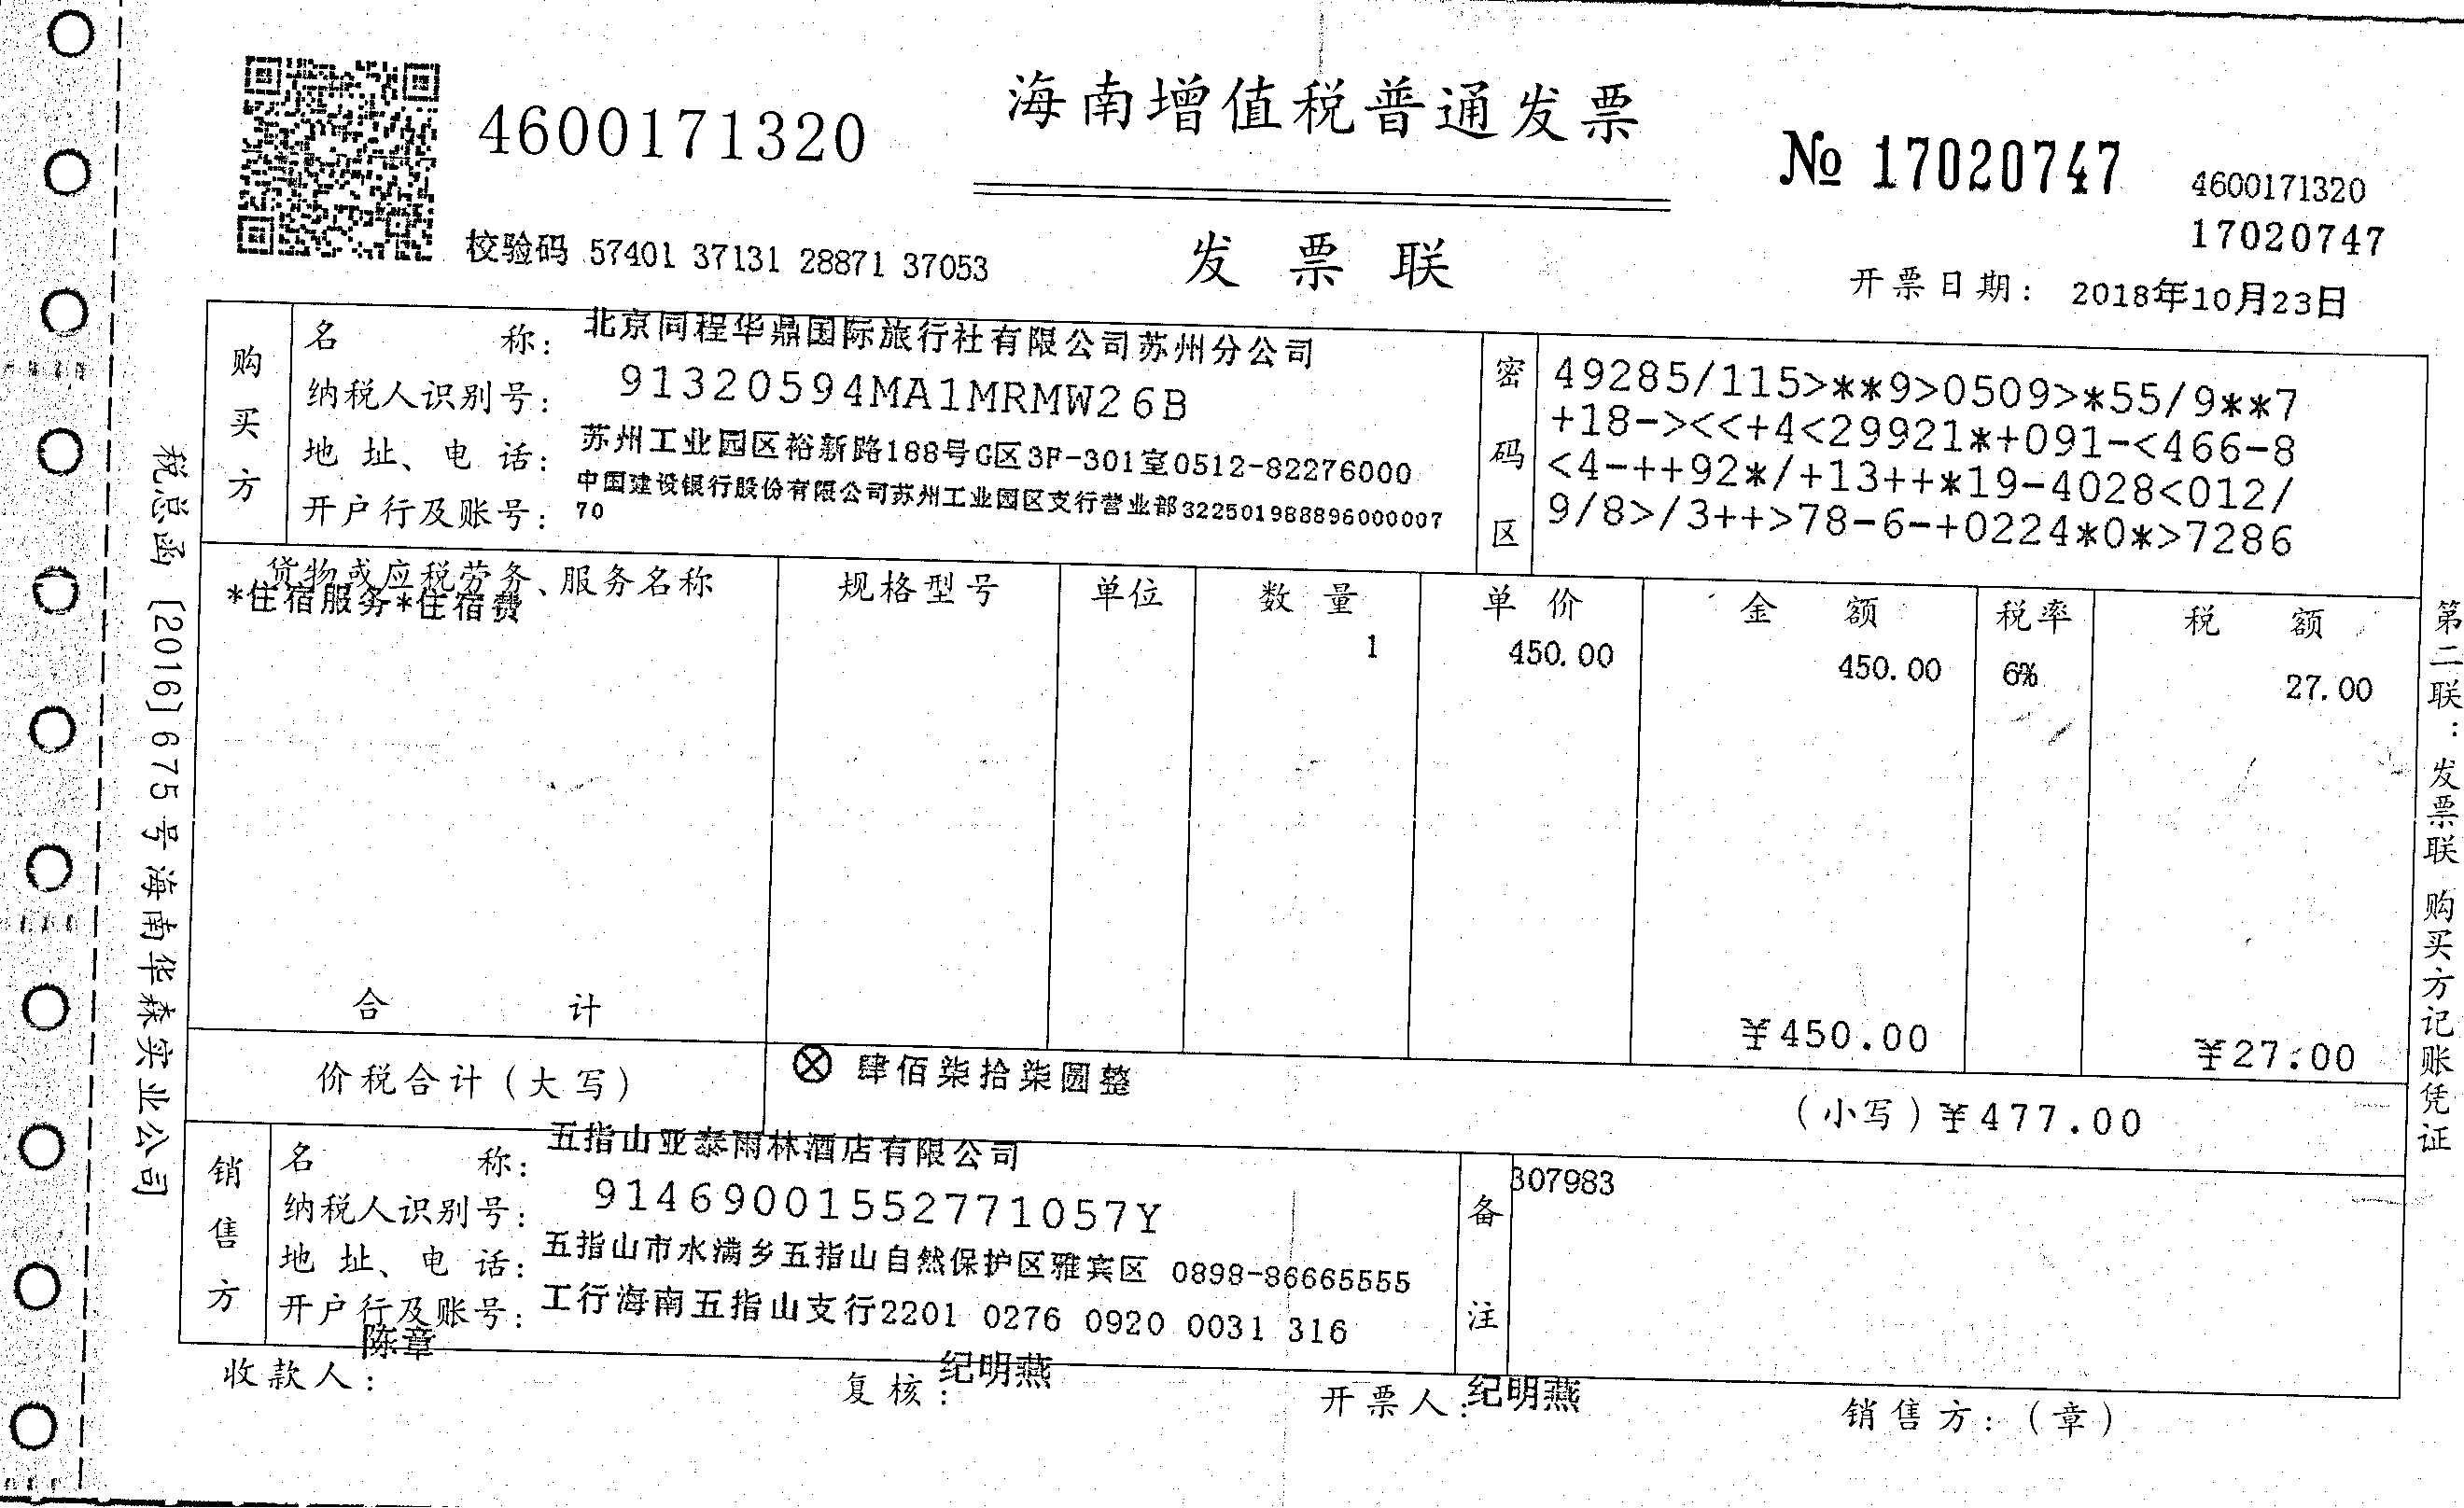 4600171320
海南增值税普通发票
№ 17020747
4600171320
17020747
校验码 57401 37131 28871 37053
发票联
开票日期: 2018年10月23日
购买方
名称: 北京同程华鼎国际旅行社有限公司苏州分公司
纳税人识别号: 91320594MA1MRMW26B
地址、电话: 苏州工业园区裕新路188号G区3F-301室0512-82276000
开户行及账号: 中国建设银行股份有限公司苏州工业园区支行营业部322501988896000007
70
密码区
49285/115>**9>0509>*55/9**7
+18-><<+4<29921*+091-<466-8
<4-++92*/+13++*19-4028<012/
9/8>/3++>78-6-+0224*0*>7286
货物或应税劳务、服务名称 规格型号 单位 数量 单价 金额 税率 税额
*住宿服务*住宿费 1 450.00 450.00 6% 27.00
合计 ¥450.00 ¥27.00
价税合计(大写) ⊗ 肆佰柒拾柒圆整 (小写)¥477.00
销售方
名称: 五指山亚泰雨林酒店有限公司
纳税人识别号: 91469001552771057Y
地址、电话: 五指山市水满乡五指山自然保护区雅宾区 0898-86665555
开户行及账号: 工行海南五指山支行2201 0276 0920 0031 316
备注
307983
收款人: 陈章 复核: 纪明燕 开票人: 纪明燕 销售方:(章)
税总函〔2016〕675号海南华森实业公司
第二联:发票联 购买方记账凭证